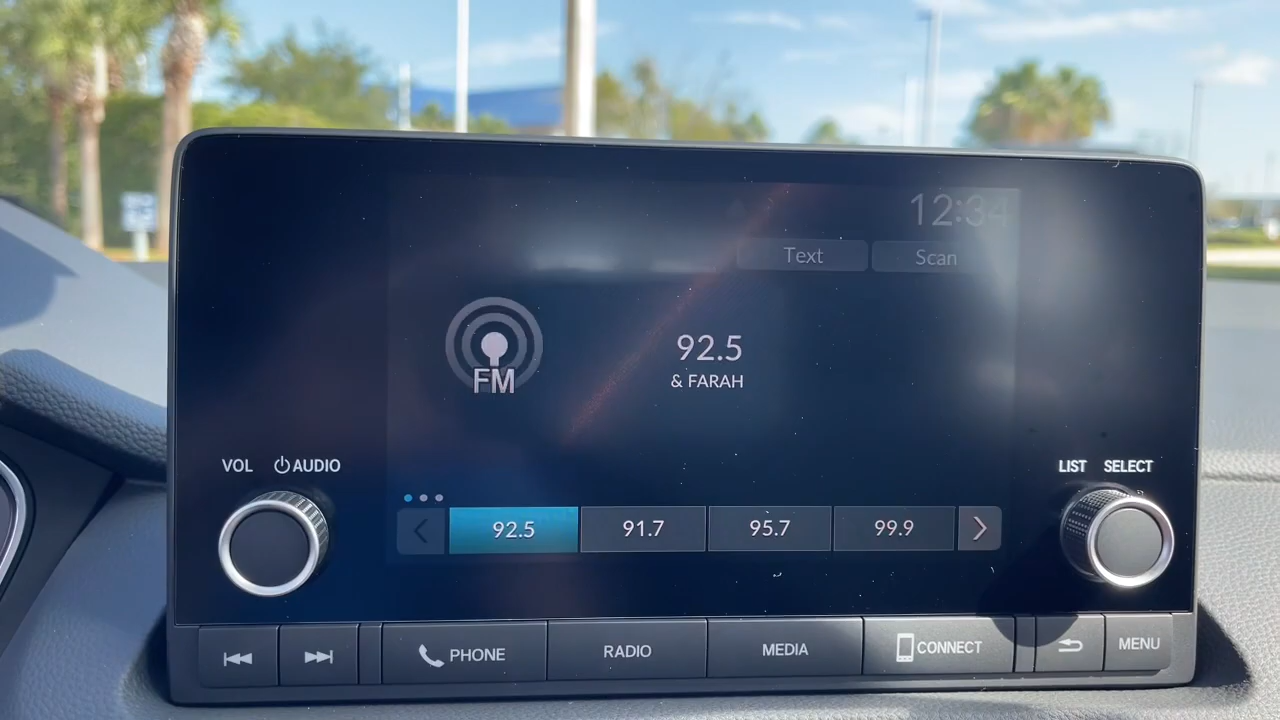 12:34
Text Scan
FM
92.5
& FARAH
VOL AUDIO
LIST SELECT
92.5 91.7 95.7 99.9
PHONE RADIO MEDIA CONNECT MENU